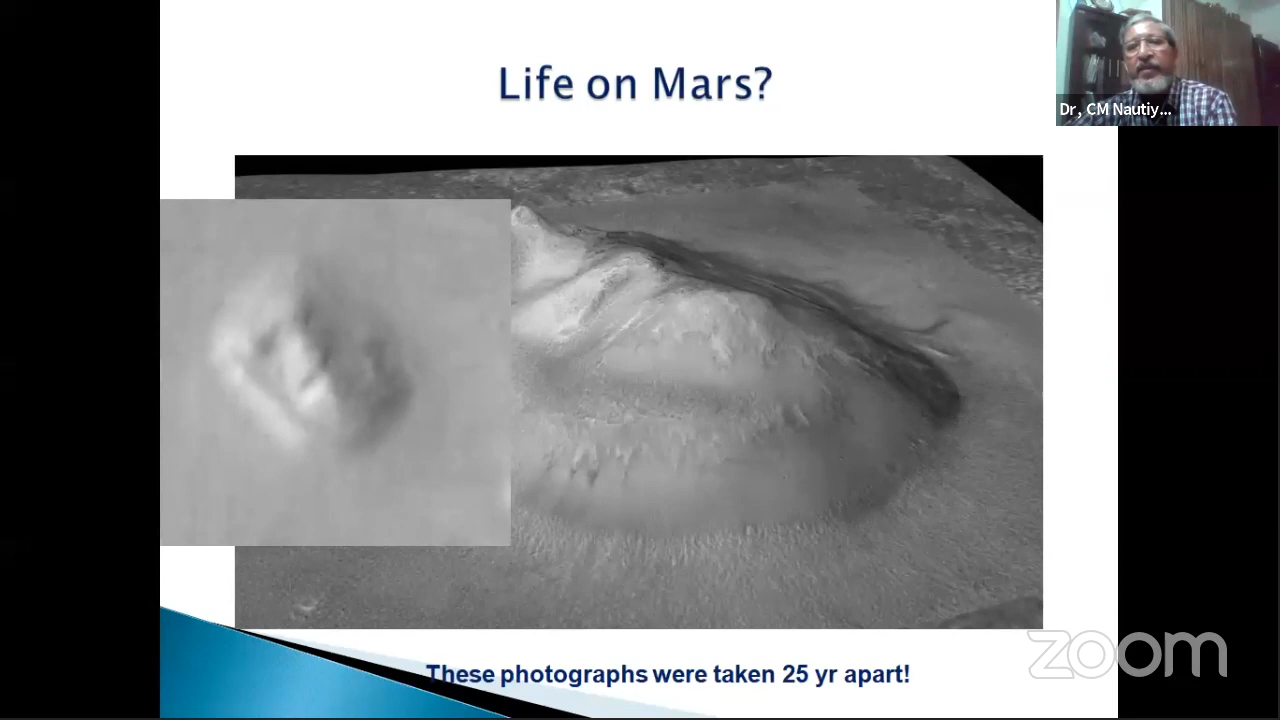 Life on Mars?
Dr, CM Nautiy...
These photographs were taken 25 yr apart!
zoom